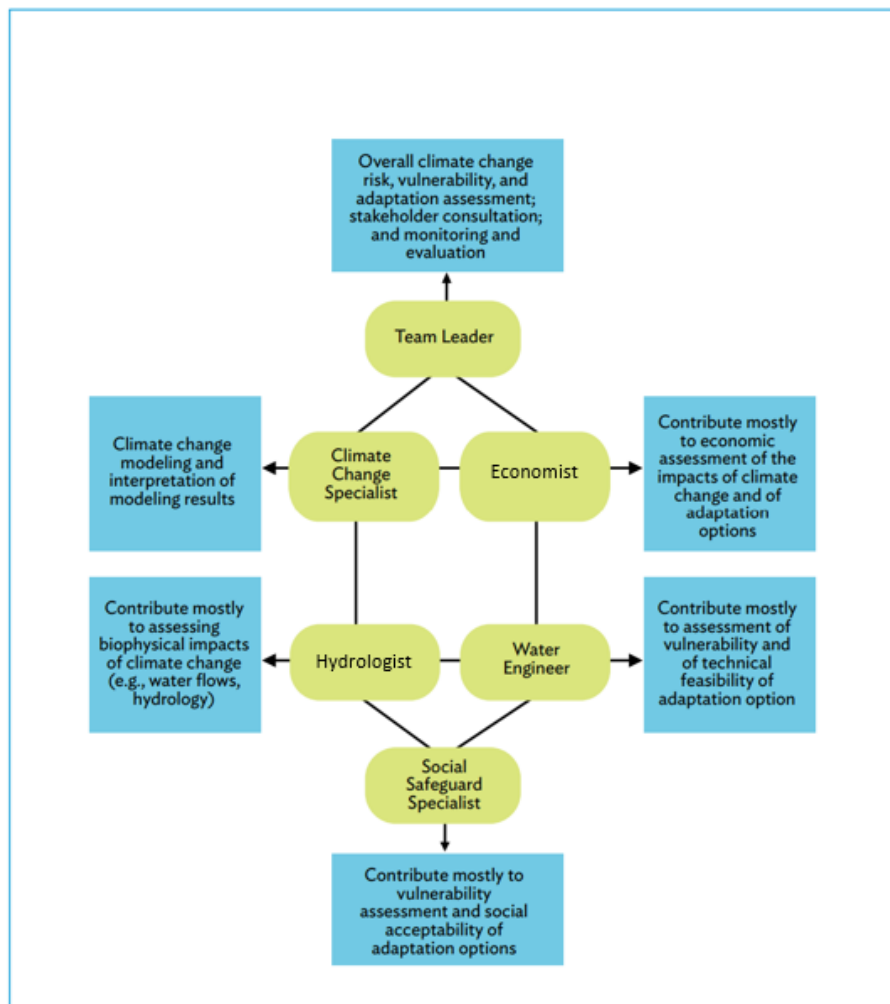 Overall climate change
risk, vulnerability, and
adaptation assessment;
stakeholder consultation;
and monitoring and
evaluation
Team Leader
Climate change
modeling and
interpretation of
modeling results
Climate
Change
Specialist
Economist
Contribute mostly
to economic
assessment of the
impacts of climate
change and of
adaptation
options
Contribute mostly
to assessing
biophysical impacts
of climate change
(e.g., water flows,
hydrology)
Hydrologist
Water
Engineer
Contribute mostly
to assessment of
vulnerability and
of technical
feasibility of
adaptation option
Social
Safeguard
Specialist
Contribute mostly to
vulnerability
assessment and social
acceptability of
adaptation options